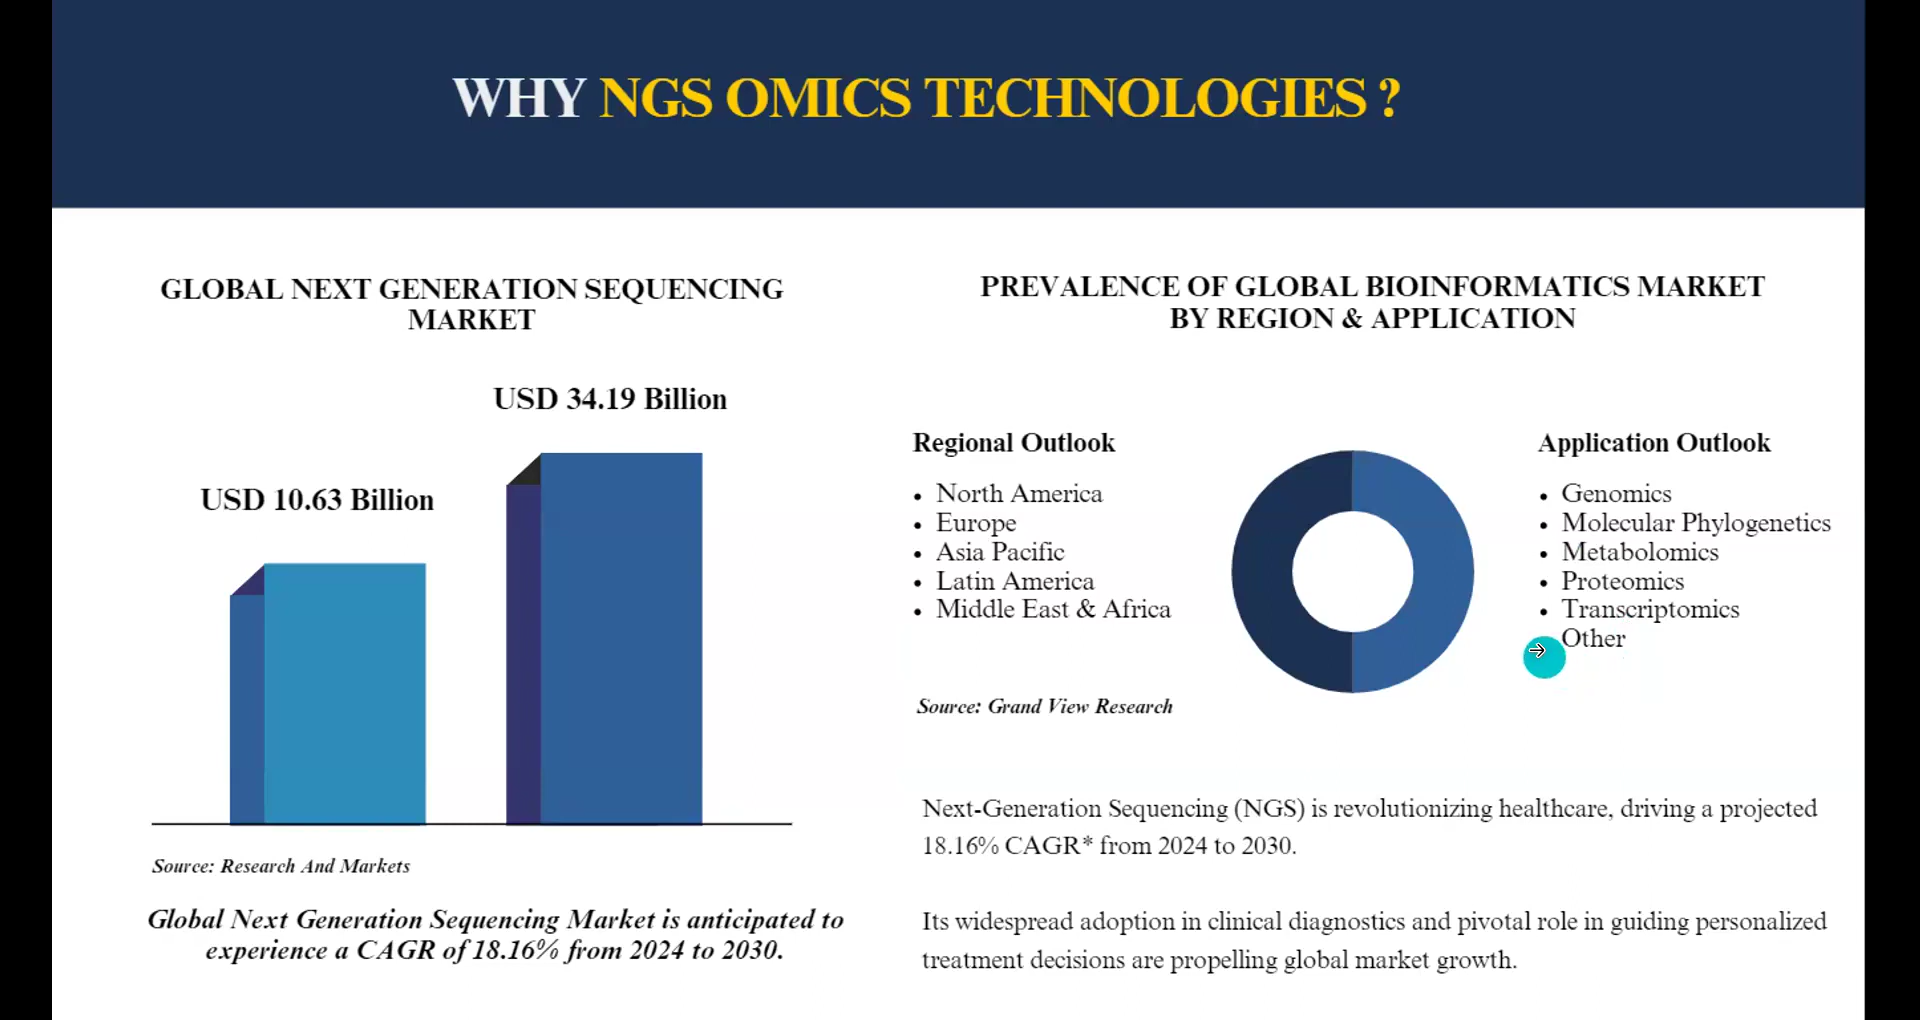 WHY NGS OMICS TECHNOLOGIES ?
GLOBAL NEXT GENERATION SEQUENCING
MARKET
USD 34.19 Billion
USD 10.63 Billion
Source: Research And Markets
Global Next Generation Sequencing Market is anticipated to
experience a CAGR of 18.16% from 2024 to 2030.
PREVALENCE OF GLOBAL BIOINFORMATICS MARKET
BY REGION & APPLICATION
Regional Outlook
• North America
• Europe
• Asia Pacific
• Latin America
• Middle East & Africa
Source: Grand View Research
Application Outlook
• Genomics
• Molecular Phylogenetics
• Metabolomics
• Proteomics
• Transcriptomics
Other
Next-Generation Sequencing (NGS) is revolutionizing healthcare, driving a projected
18.16% CAGR* from 2024 to 2030.
Its widespread adoption in clinical diagnostics and pivotal role in guiding personalized
treatment decisions are propelling global market growth.